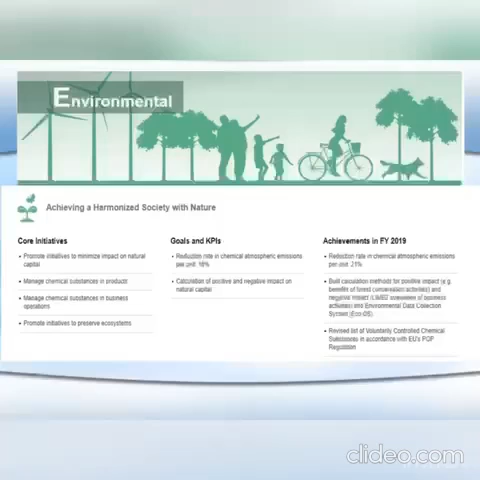 Environmental
Achieving a Harmonized Society with Nature
Core Initiatives
• Promote initiatives to minimize impact on natural
capital
• Manage chemical substances in products
• Manage chemical substances in business
operations
• Promote initiatives to preserve ecosystems
Goals and KPIs
• Reduction rate in chemical atmospheric emissions
per unit: 16%
• Calculation of positive and negative impact on
natural capital
Achievements in FY 2019
• Reduction rate in chemical atmospheric emissions
per unit: 21%
• Built calculation methods for positive impact (e.g.
benefits of forest conservation activities) and
negative impact (LIME2 evaluation of business
activities) and Environmental Data Collection
System (Eco-DS)
• Revised list of Voluntarily Controlled Chemical
Substances in accordance with EU's POP
Regulation
clideo.com